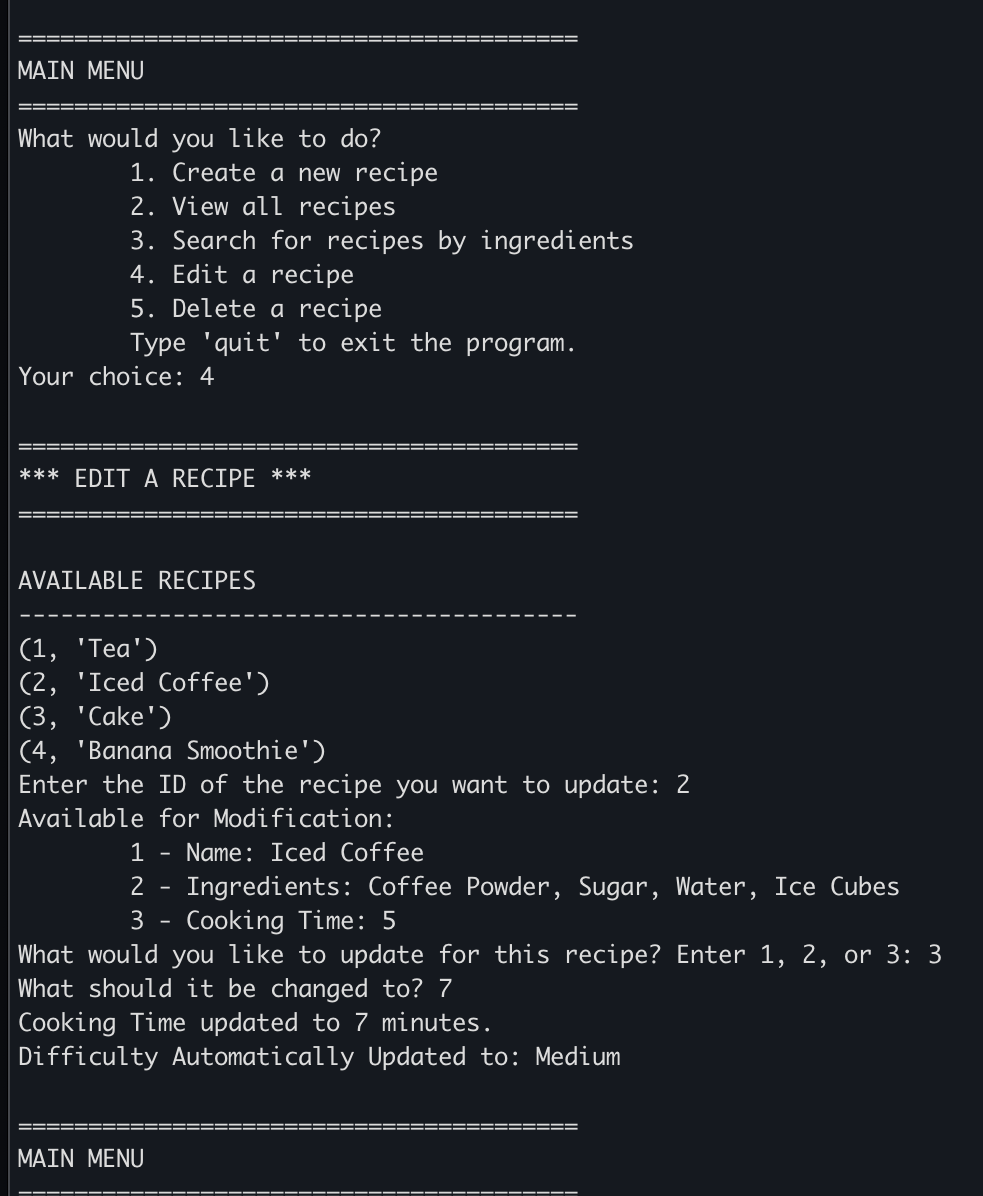 ========================================
MAIN MENU
========================================
What would you like to do?
        1. Create a new recipe
        2. View all recipes
        3. Search for recipes by ingredients
        4. Edit a recipe
        5. Delete a recipe
        Type 'quit' to exit the program.
Your choice: 4

========================================
*** EDIT A RECIPE ***
========================================

AVAILABLE RECIPES
----------------------------------------
(1, 'Tea')
(2, 'Iced Coffee')
(3, 'Cake')
(4, 'Banana Smoothie')
Enter the ID of the recipe you want to update: 2
Available for Modification:
        1 - Name: Iced Coffee
        2 - Ingredients: Coffee Powder, Sugar, Water, Ice Cubes
        3 - Cooking Time: 5
What would you like to update for this recipe? Enter 1, 2, or 3: 3
What should it be changed to? 7
Cooking Time updated to 7 minutes.
Difficulty Automatically Updated to: Medium

========================================
MAIN MENU
========================================